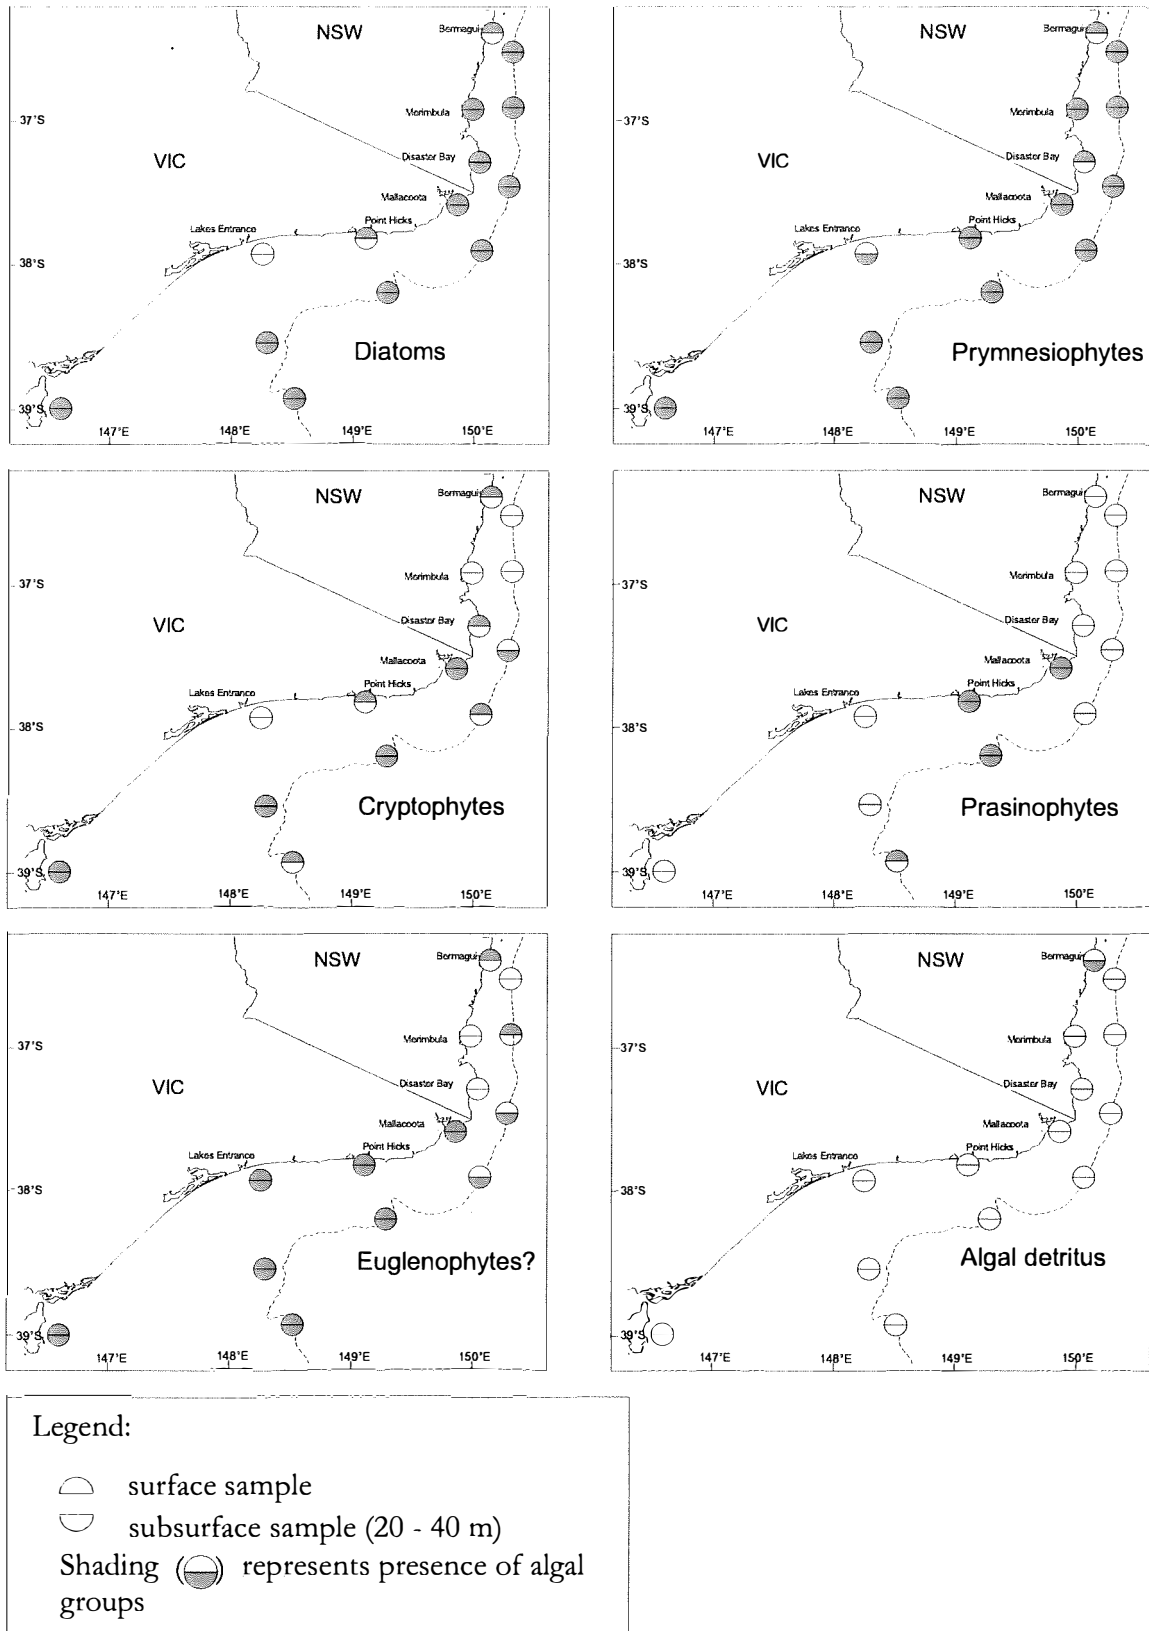 NSW
Bermagui
37°S
Merimbula
VIC
Disaster Bay
Mallacoota
Point Hicks
Lakes Entrance
38°S
Diatoms
39°S
147°E 148°E 149°E 150°E
NSW
Bermagui
37°S
Merimbula
VIC
Disaster Bay
Mallacoota
Point Hicks
Lakes Entrance
38°S
Prymnesiophytes
39°S
147°E 148°E 149°E 150°E
NSW
Bermagui
37°S
Merimbula
VIC
Disaster Bay
Mallacoota
Point Hicks
Lakes Entrance
38°S
Cryptophytes
39°S
147°E 148°E 149°E 150°E
NSW
Bermagui
37°S
Merimbula
VIC
Disaster Bay
Mallacoota
Point Hicks
Lakes Entrance
38°S
Prasinophytes
39°S
147°E 148°E 149°E 150°E
NSW
Bermagui
37°S
Merimbula
VIC
Disaster Bay
Mallacoota
Point Hicks
Lakes Entrance
38°S
Euglenophytes?
39°S
147°E 148°E 149°E 150°E
NSW
Bermagui
37°S
Merimbula
VIC
Disaster Bay
Mallacoota
Point Hicks
Lakes Entrance
38°S
Algal detritus
39°S
147°E 148°E 149°E 150°E
Legend:
surface sample
subsurface sample (20 - 40 m)
Shading ( ) represents presence of algal
groups